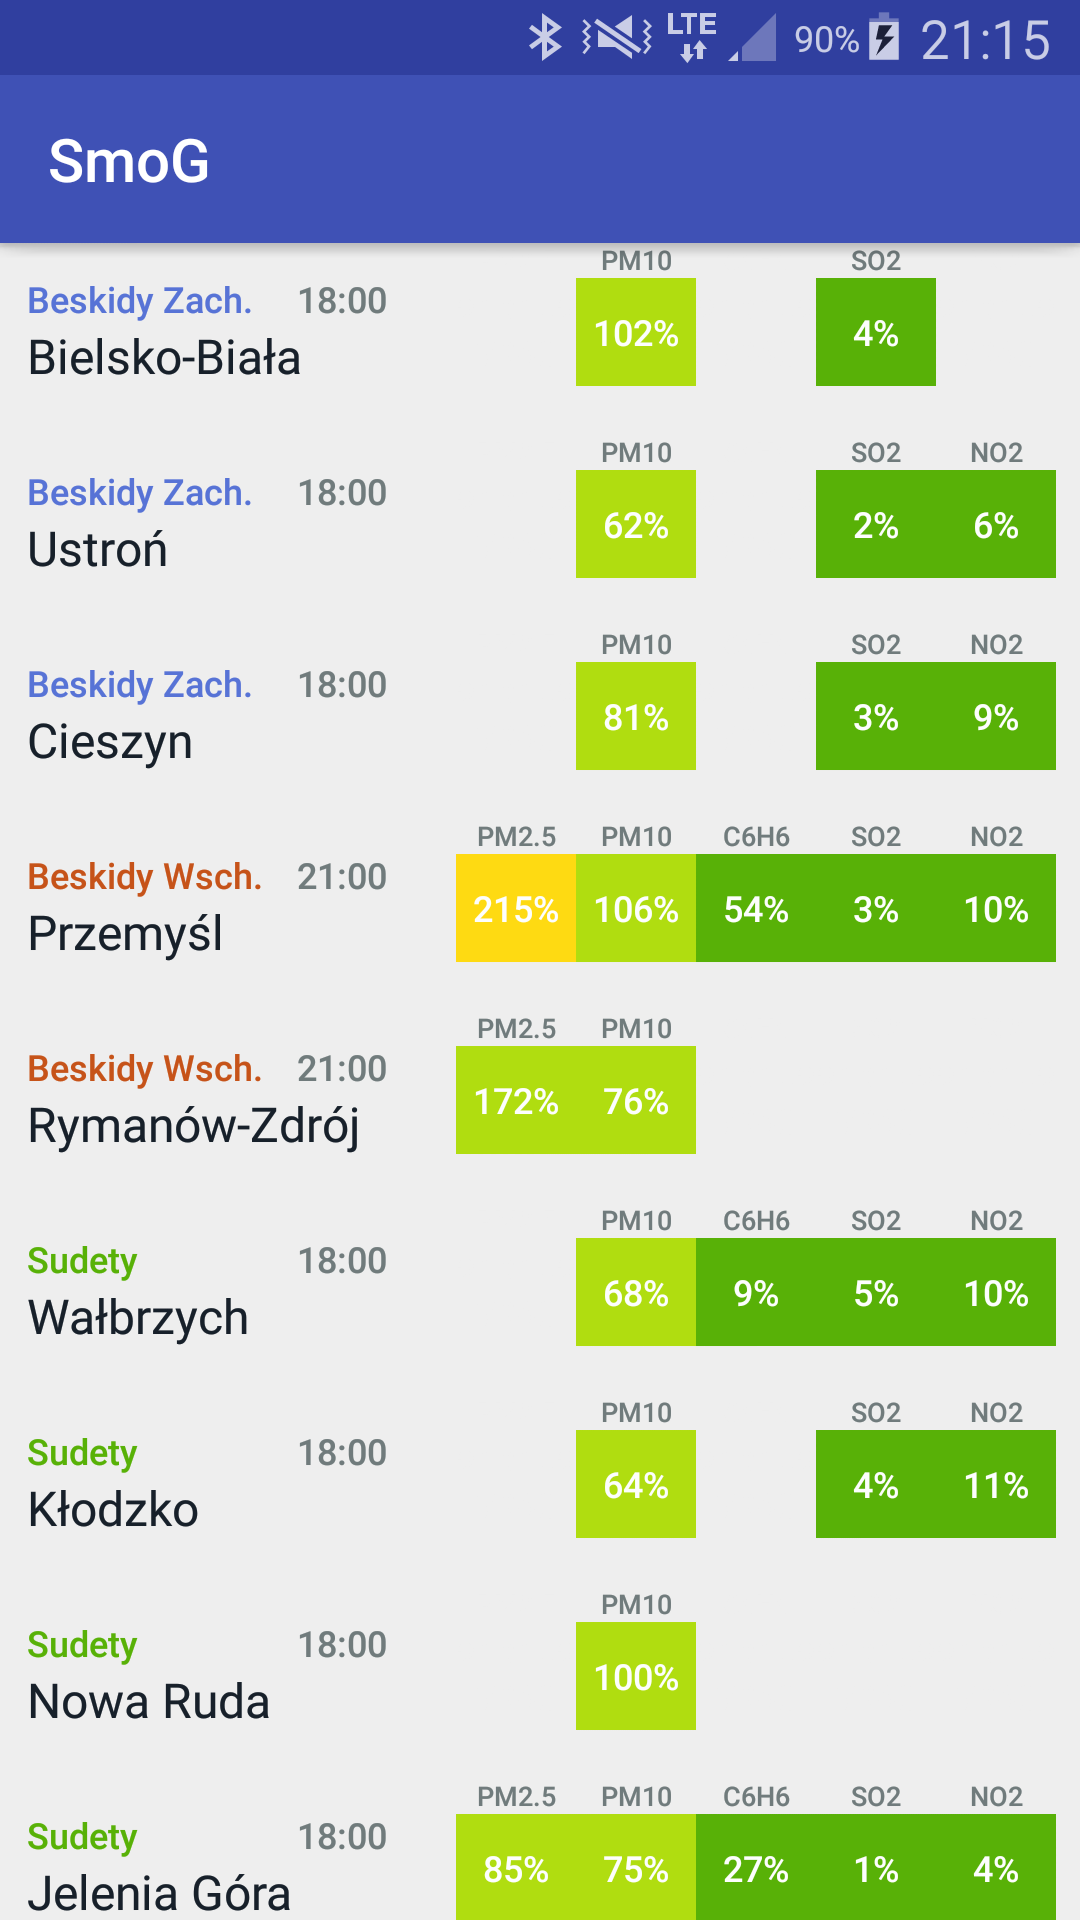 LTE 90% 21:15
SmoG
PM10 SO2
Beskidy Zach. 18:00
102% 4%
Bielsko-Biała
PM10 SO2 NO2
Beskidy Zach. 18:00
62% 2% 6%
Ustroń
PM10 SO2 NO2
Beskidy Zach. 18:00
81% 3% 9%
Cieszyn
PM2.5 PM10 C6H6 SO2 NO2
Beskidy Wsch. 21:00
215% 106% 54% 3% 10%
Przemyśl
PM2.5 PM10
Beskidy Wsch. 21:00
172% 76%
Rymanów-Zdrój
PM10 C6H6 SO2 NO2
Sudety 18:00
68% 9% 5% 10%
Wałbrzych
PM10 SO2 NO2
Sudety 18:00
64% 4% 11%
Kłodzko
PM10
Sudety 18:00
100%
Nowa Ruda
PM2.5 PM10 C6H6 SO2 NO2
Sudety 18:00
85% 75% 27% 1% 4%
Jelenia Góra